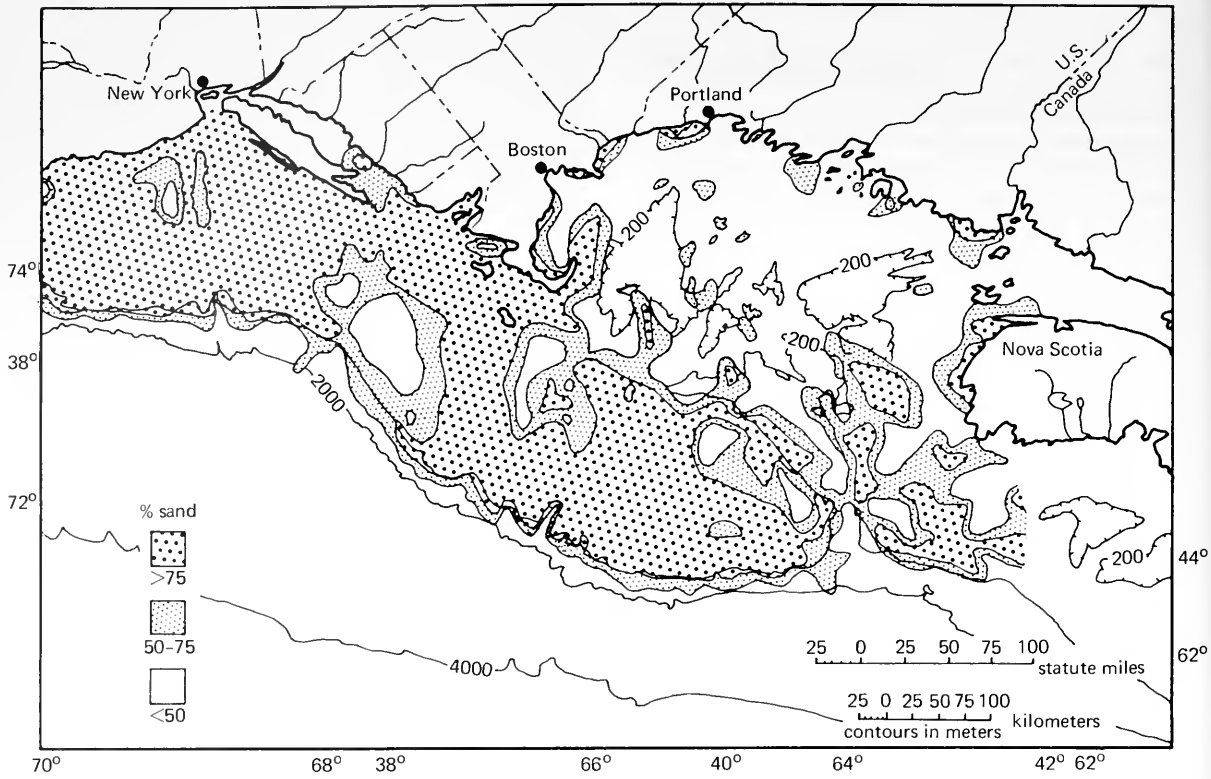 U.S.
Canada
New York
Portland
Boston
200
200
74°
200
Nova Scotia
38°
2000
72°
% sand
>75
200
44°
50-75
4000
25 0 25 50 75 100
statute miles
62°
<50
25 0 25 50 75 100
kilometers
contours in meters
70° 68° 38° 66° 40° 64° 42° 62°